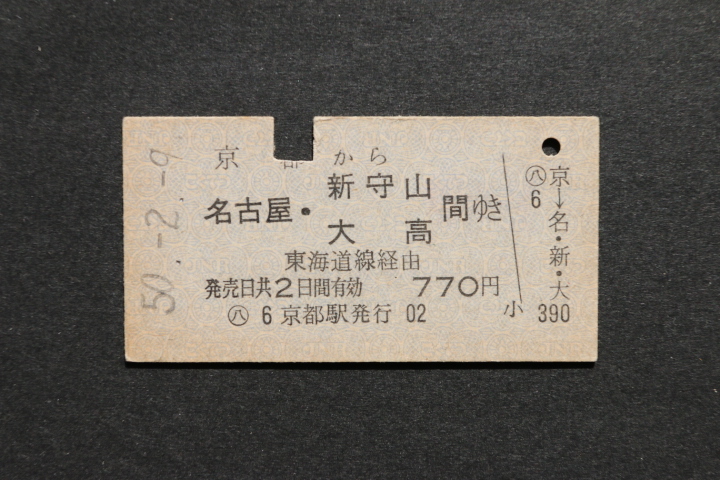 50.-2.-9
京都から
名古屋・新守山
大高
間ゆき
東海道線経由
発売日共2日間有効 770円
㊇ 6 京都駅発行 02
㊇ 6
京→名・新・大
小 390